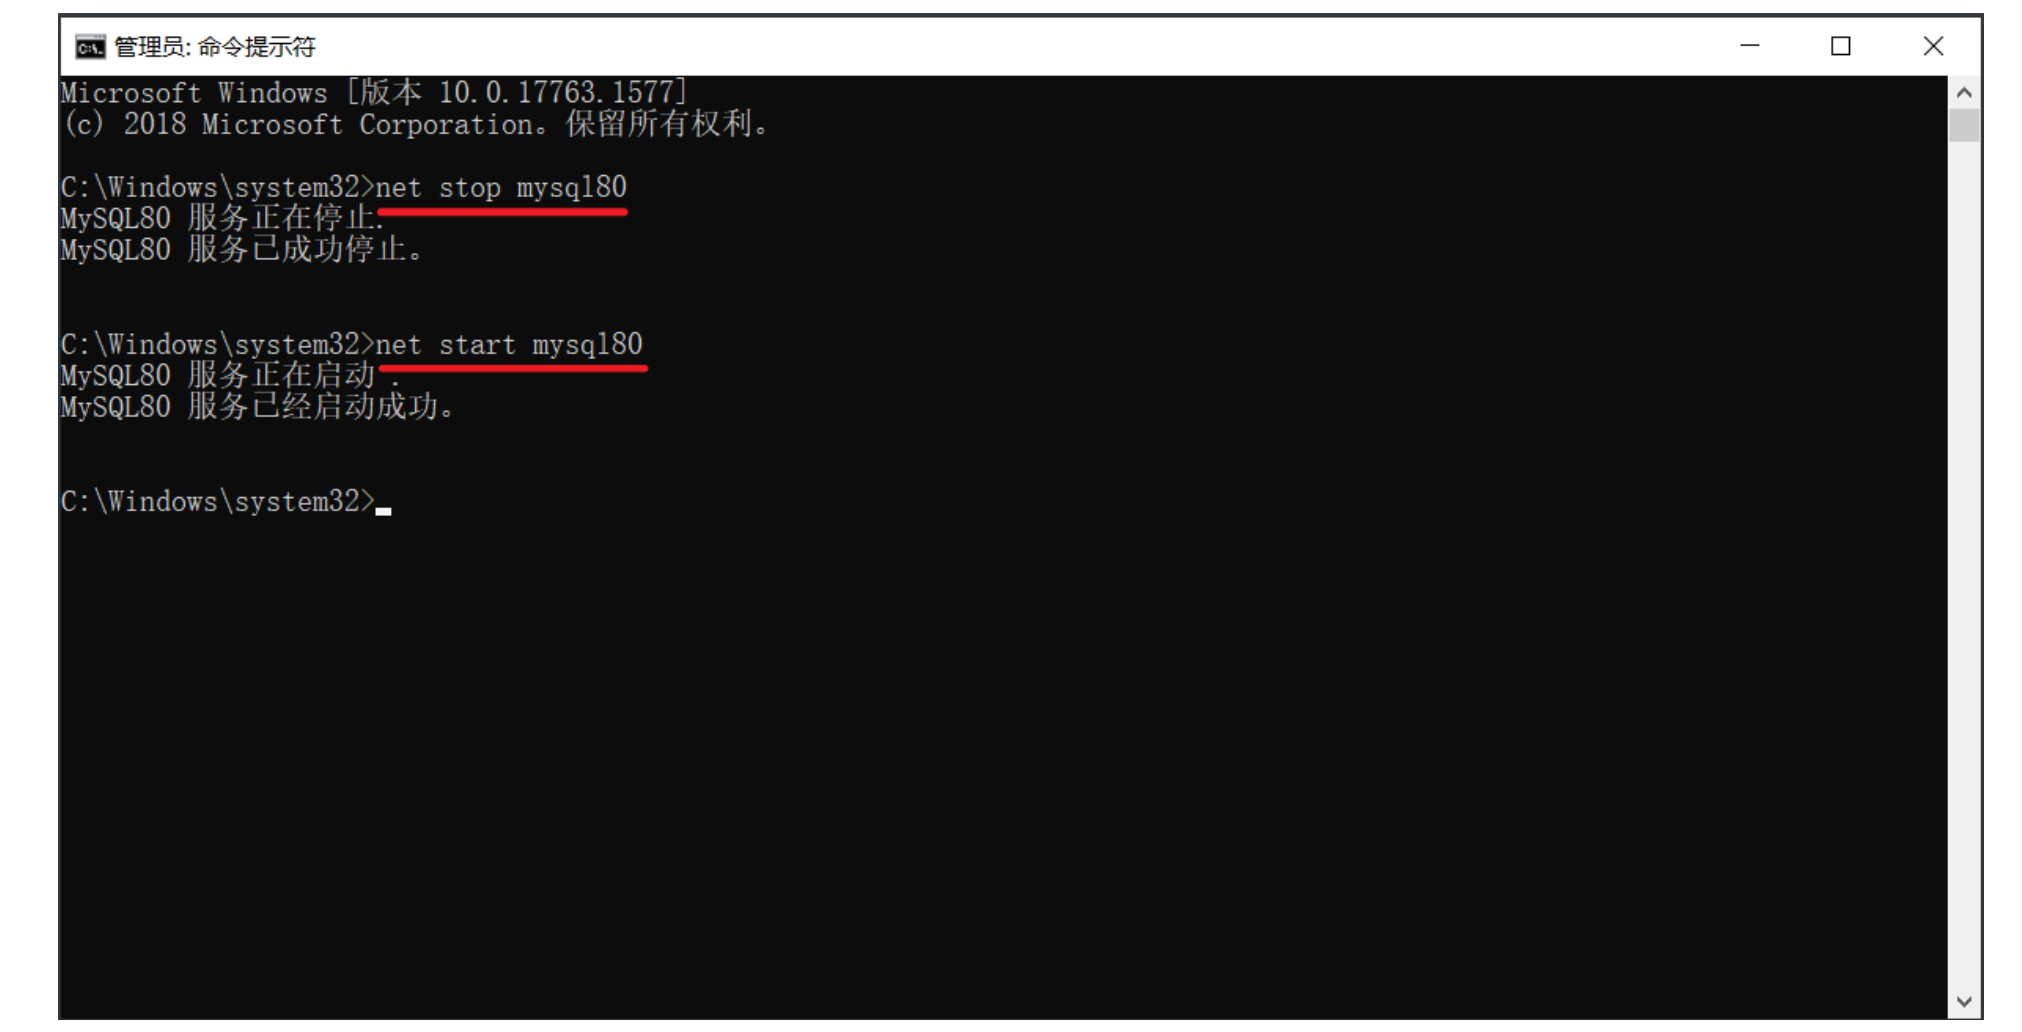 管理员: 命令提示符
Microsoft Windows [版本 10.0.17763.1577]
(c) 2018 Microsoft Corporation。保留所有权利。
C:\Windows\system32>net stop mysql80
MySQL80 服务正在停止.
MySQL80 服务已成功停止。
C:\Windows\system32>net start mysql80
MySQL80 服务正在启动 .
MySQL80 服务已经启动成功。
C:\Windows\system32>